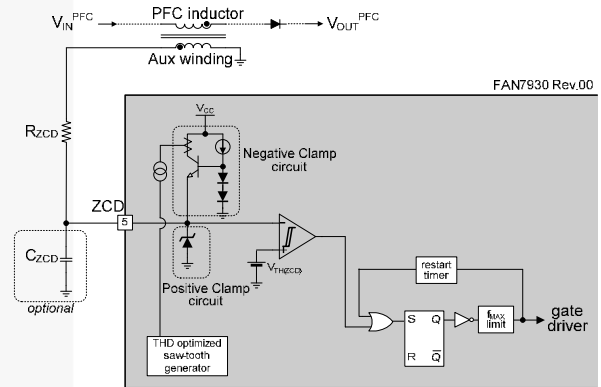 PFC inductor
V_IN^PFC
V_OUT^PFC
Aux winding
FAN7930 Rev.00
R_ZCD
V_CC
Negative Clamp
circuit
ZCD
5
C_ZCD
optional
V_TH(ZCD)
Positive Clamp
circuit
restart
timer
THD optimized
saw-tooth
generator
S Q
R Q̅
f_MAX
limit
gate
driver